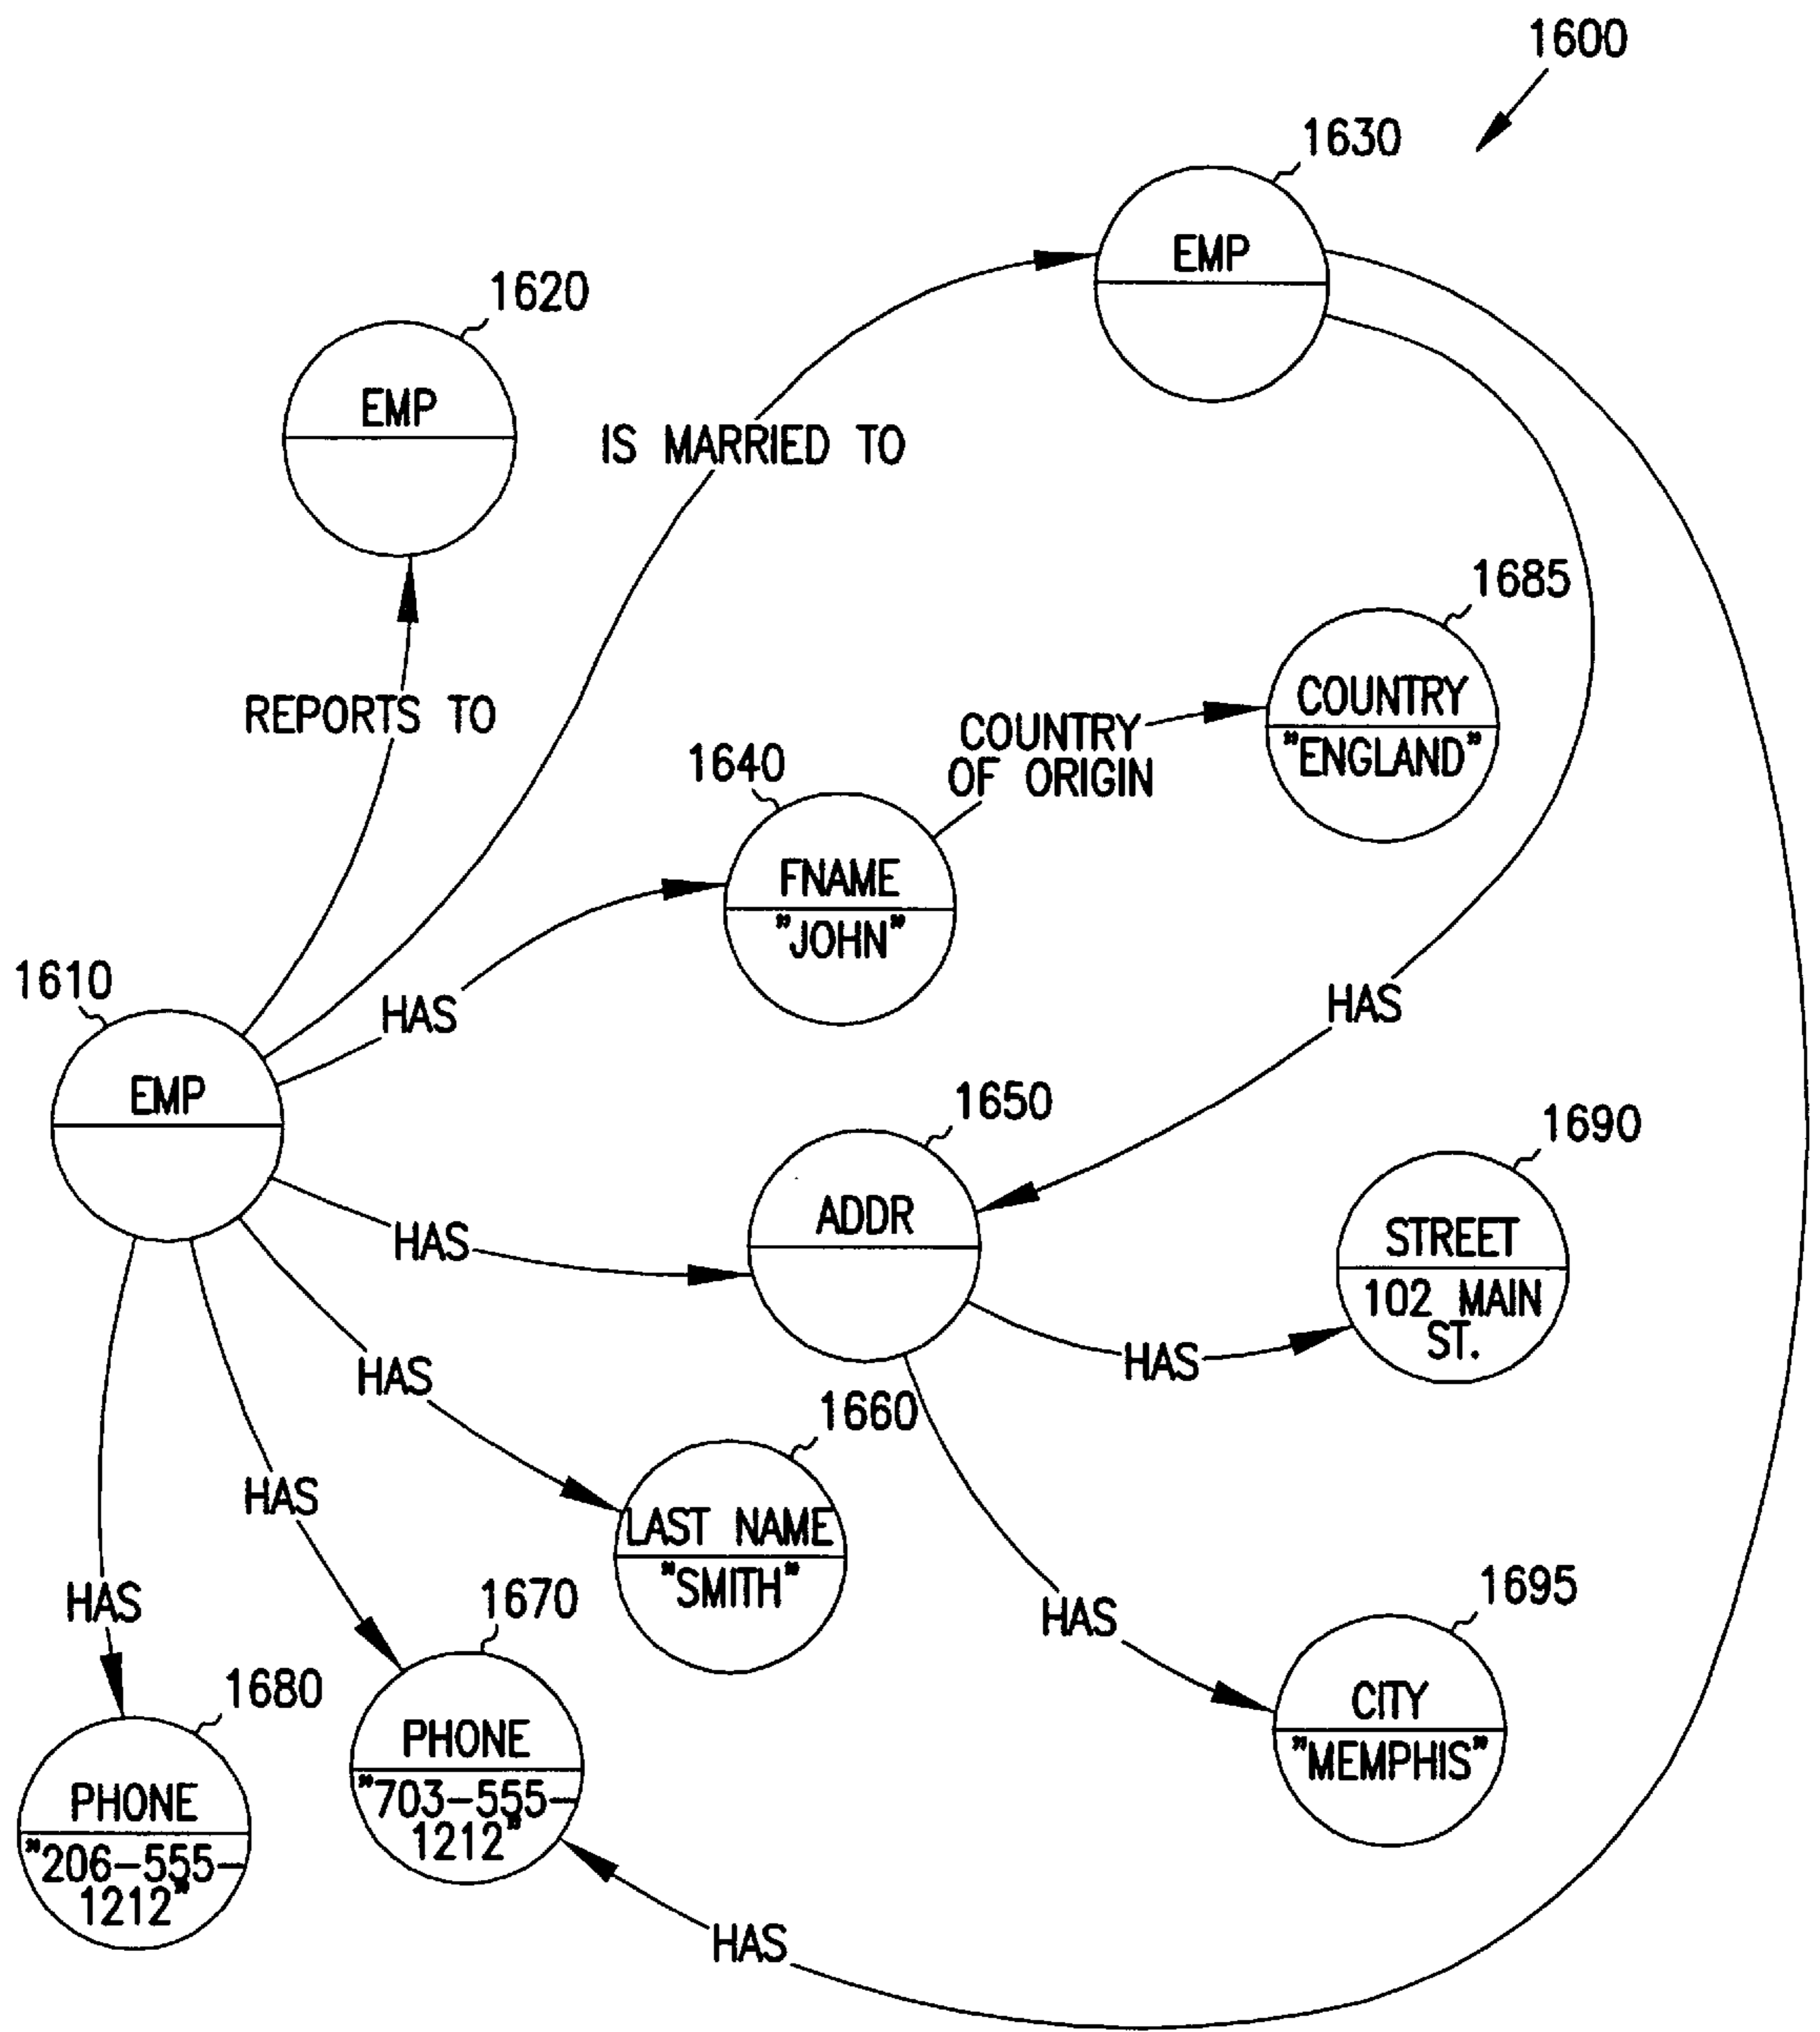 1600
1630
EMP
1620
EMP
IS MARRIED TO
1685
COUNTRY
"ENGLAND"
REPORTS TO
COUNTRY
OF ORIGIN
1640
FNAME
"JOHN"
1610
EMP
HAS
HAS
1650
ADDR
1690
STREET
102 MAIN
ST.
HAS
HAS
HAS
1660
LAST NAME
"SMITH"
HAS
HAS
1670
PHONE
"703-555-
1212"
HAS
1680
PHONE
"206-555-
1212"
HAS
1695
CITY
"MEMPHIS"
HAS